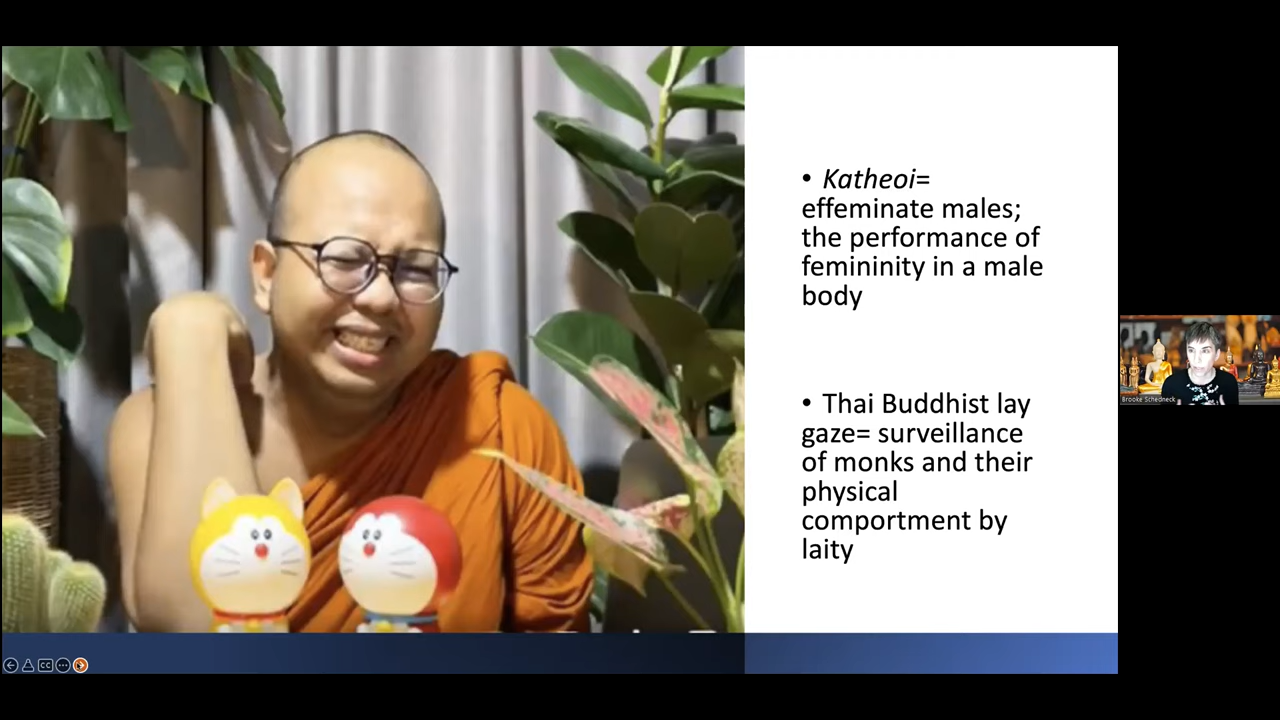 • Katheoi=
effeminate males;
the performance of
femininity in a male
body
• Thai Buddhist lay
gaze= surveillance
of monks and their
physical
comportment by
laity
Brooke Schedneck
CC